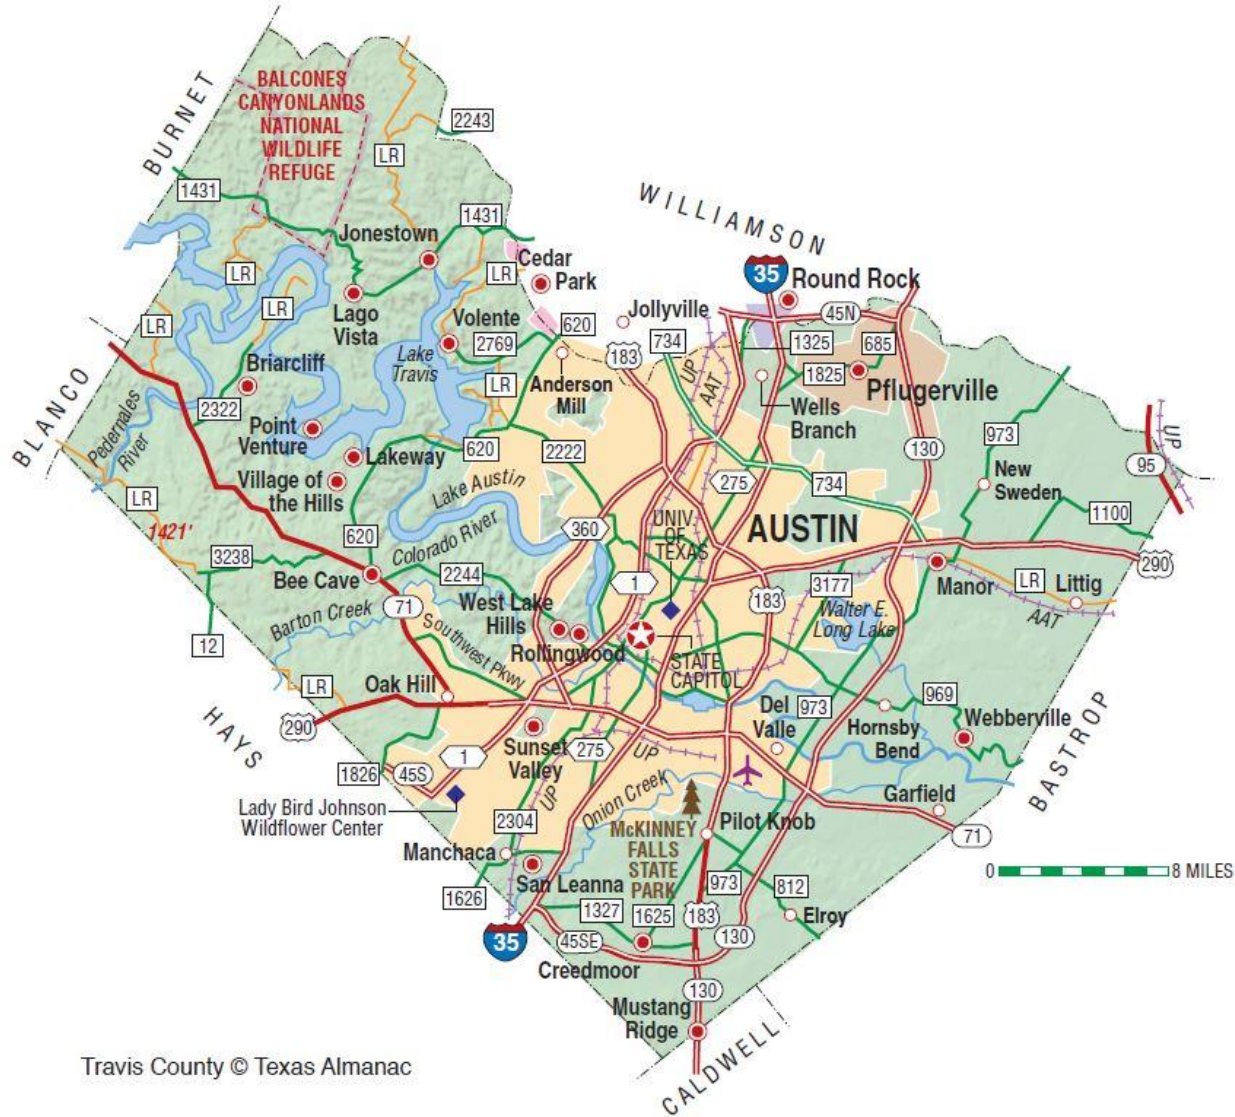 BURNET
BALCONES
CANYONLANDS
NATIONAL
WILDLIFE
REFUGE
2243
LR
1431
1431
WILLIAMSON
Jonestown
Cedar
Park
LR
LR
35
Round Rock
LR
LR
Lago
Vista
Volente
620
Jollyville
45N
Lake
Travis
2769
183
734
1325
685
BLANCO
Briarcliff
LR
Anderson
Mill
UP
AAT
1825
Pflugerville
Wells
Branch
2322
Pedernales
River
Point
Venture
Lakeway
620
2222
130
973
UP
95
Village of
the Hills
Lake Austin
275
734
New
Sweden
LR
1421'
620
Colorado River
360
UNIV.
OF
TEXAS
AUSTIN
1100
3238
Bee Cave
2244
1
290
71
183
3177
Manor
LR
Littig
AAT
Barton Creek
West Lake
Hills
Walter E.
Long Lake
12
Southwest Pkwy
Rollingwood
STATE
CAPITOL
LR
Oak Hill
Del
Valle
973
969
Hornsby
Bend
Webberville
HAYS
290
BASTROP
Sunset
Valley
275
UP
1826
45S
1
Lady Bird Johnson
Wildflower Center
UP
Onion Creek
Garfield
2304
McKINNEY
FALLS
STATE
PARK
Pilot Knob
71
Manchaca
0
8 MILES
San Leanna
973
812
1626
1327
1625
183
Elroy
35
45SE
130
Creedmoor
130
Mustang
Ridge
CALDWELL
Travis County © Texas Almanac